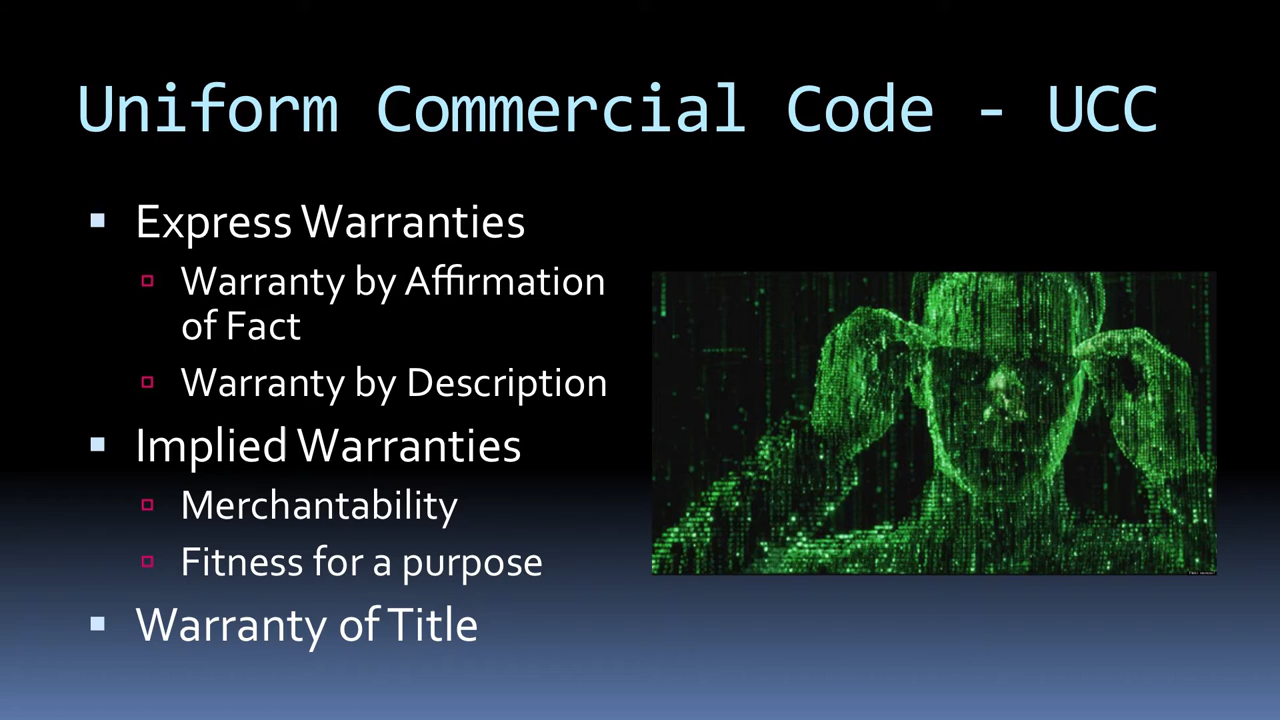 Uniform Commercial Code - UCC
Express Warranties
Warranty by Affirmation
of Fact
Warranty by Description
Implied Warranties
Merchantability
Fitness for a purpose
Warranty of Title